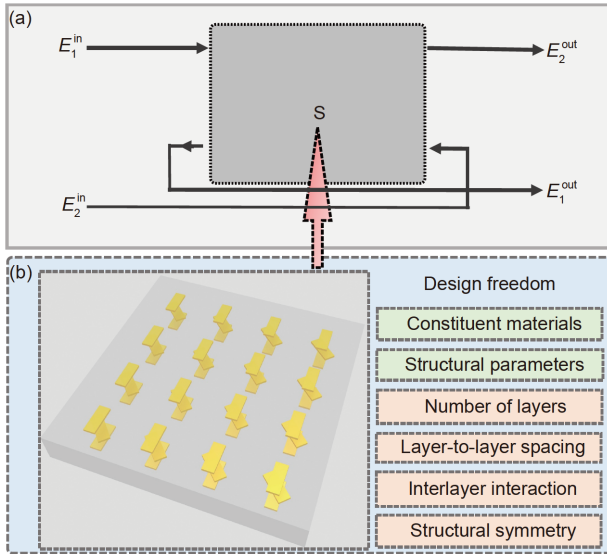 (a)
E₁ⁱⁿ
E₂ᵒᵘᵗ
S
E₁ᵒᵘᵗ
E₂ⁱⁿ
(b)
Design freedom
Constituent materials
Structural parameters
Number of layers
Layer-to-layer spacing
Interlayer interaction
Structural symmetry